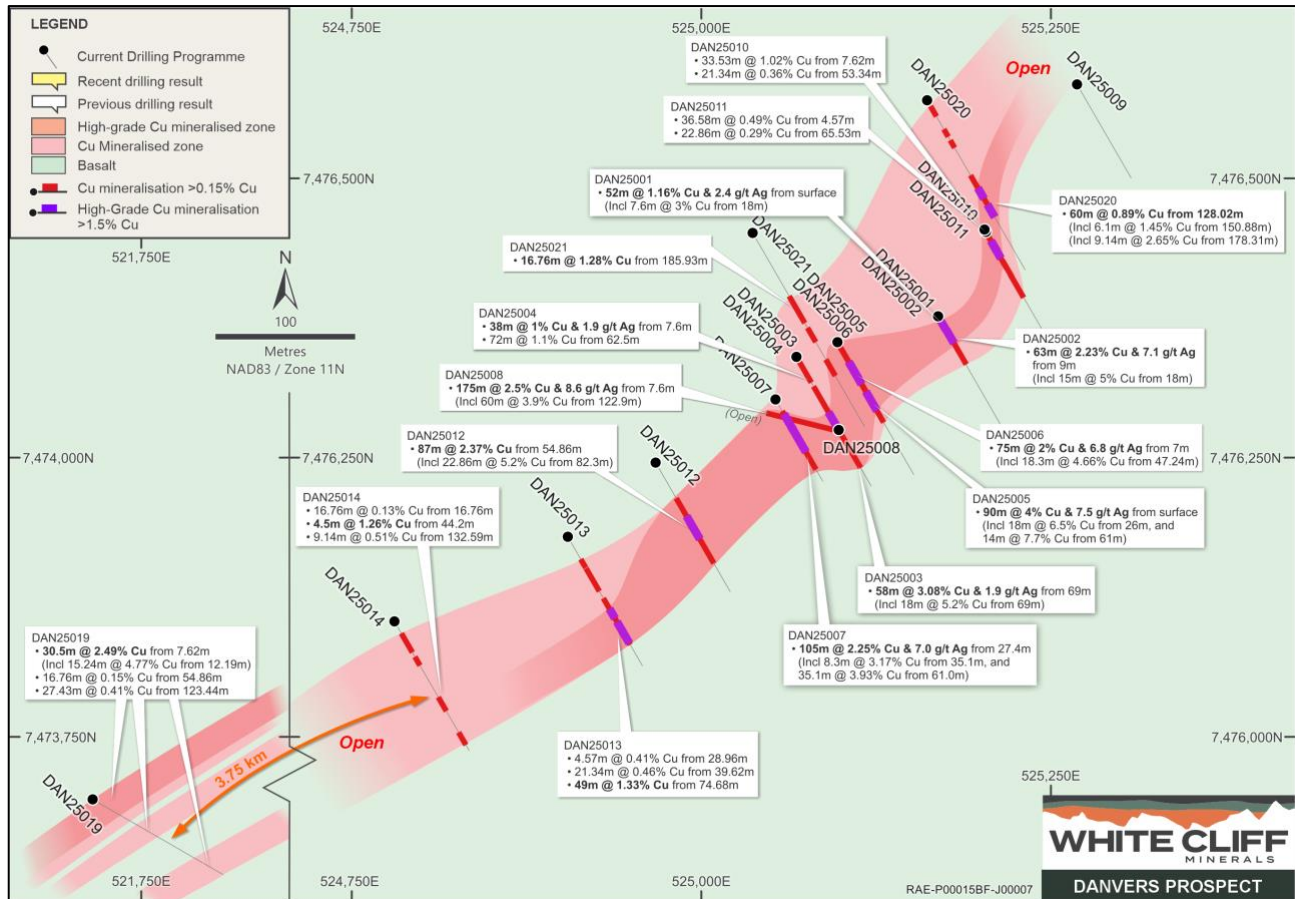 LEGEND
Current Drilling Programme
Recent drilling result
Previous drilling result
High-grade Cu mineralised zone
Cu Mineralised zone
Basalt
Cu mineralisation >0.15% Cu
High-Grade Cu mineralisation
>1.5% Cu
524,750E
525,000E
525,250E
521,750E
N
100
Metres
NAD83 / Zone 11N
7,476,500N
7,476,500N
7,474,000N
7,476,250N
7,476,250N
7,473,750N
7,476,000N
DAN25010
• 33.53m @ 1.02% Cu from 7.62m
• 21.34m @ 0.36% Cu from 53.34m
DAN25011
• 36.58m @ 0.49% Cu from 4.57m
• 22.86m @ 0.29% Cu from 65.53m
DAN25001
• 52m @ 1.16% Cu & 2.4 g/t Ag from surface
(Incl 7.6m @ 3% Cu from 18m)
DAN25021
• 16.76m @ 1.28% Cu from 185.93m
DAN25004
• 38m @ 1% Cu & 1.9 g/t Ag from 7.6m
• 72m @ 1.1% Cu from 62.5m
DAN25008
• 175m @ 2.5% Cu & 8.6 g/t Ag from 7.6m
(Incl 60m @ 3.9% Cu from 122.9m)
DAN25012
• 87m @ 2.37% Cu from 54.86m
(Incl 22.86m @ 5.2% Cu from 82.3m)
DAN25014
• 16.76m @ 0.13% Cu from 16.76m
• 4.5m @ 1.26% Cu from 44.2m
• 9.14m @ 0.51% Cu from 132.59m
DAN25019
• 30.5m @ 2.49% Cu from 7.62m
(Incl 15.24m @ 4.77% Cu from 12.19m)
• 16.76m @ 0.15% Cu from 54.86m
• 27.43m @ 0.41% Cu from 123.44m
DAN25020
• 60m @ 0.89% Cu from 128.02m
(Incl 6.1m @ 1.45% Cu from 150.88m)
(Incl 9.14m @ 2.65% Cu from 178.31m)
DAN25002
• 63m @ 2.23% Cu & 7.1 g/t Ag
from 9m
(Incl 15m @ 5% Cu from 18m)
DAN25006
• 75m @ 2% Cu & 6.8 g/t Ag from 7m
(Incl 18.3m @ 4.66% Cu from 47.24m)
DAN25005
• 90m @ 4% Cu & 7.5 g/t Ag from surface
(Incl 18m @ 6.5% Cu from 26m, and
14m @ 7.7% Cu from 61m)
DAN25003
• 58m @ 3.08% Cu & 1.9 g/t Ag from 69m
(Incl 18m @ 5.2% Cu from 69m)
DAN25007
• 105m @ 2.25% Cu & 7.0 g/t Ag from 27.4m
(Incl 8.3m @ 3.17% Cu from 35.1m, and
35.1m @ 3.93% Cu from 61.0m)
DAN25013
• 4.57m @ 0.41% Cu from 28.96m
• 21.34m @ 0.46% Cu from 39.62m
• 49m @ 1.33% Cu from 74.68m
Open
DAN25009
DAN25020
DAN25010
DAN25011
DAN25001
DAN25002
DAN25021
DAN25005
DAN25006
DAN25003
DAN25004
DAN25007
(Open)
DAN25008
DAN25012
DAN25013
DAN25014
DAN25019
3.75 km
Open
521,750E
524,750E
525,000E
525,250E
RAE-P00015BF-J00007
WHITE CLIFF
MINERALS
DANVERS PROSPECT